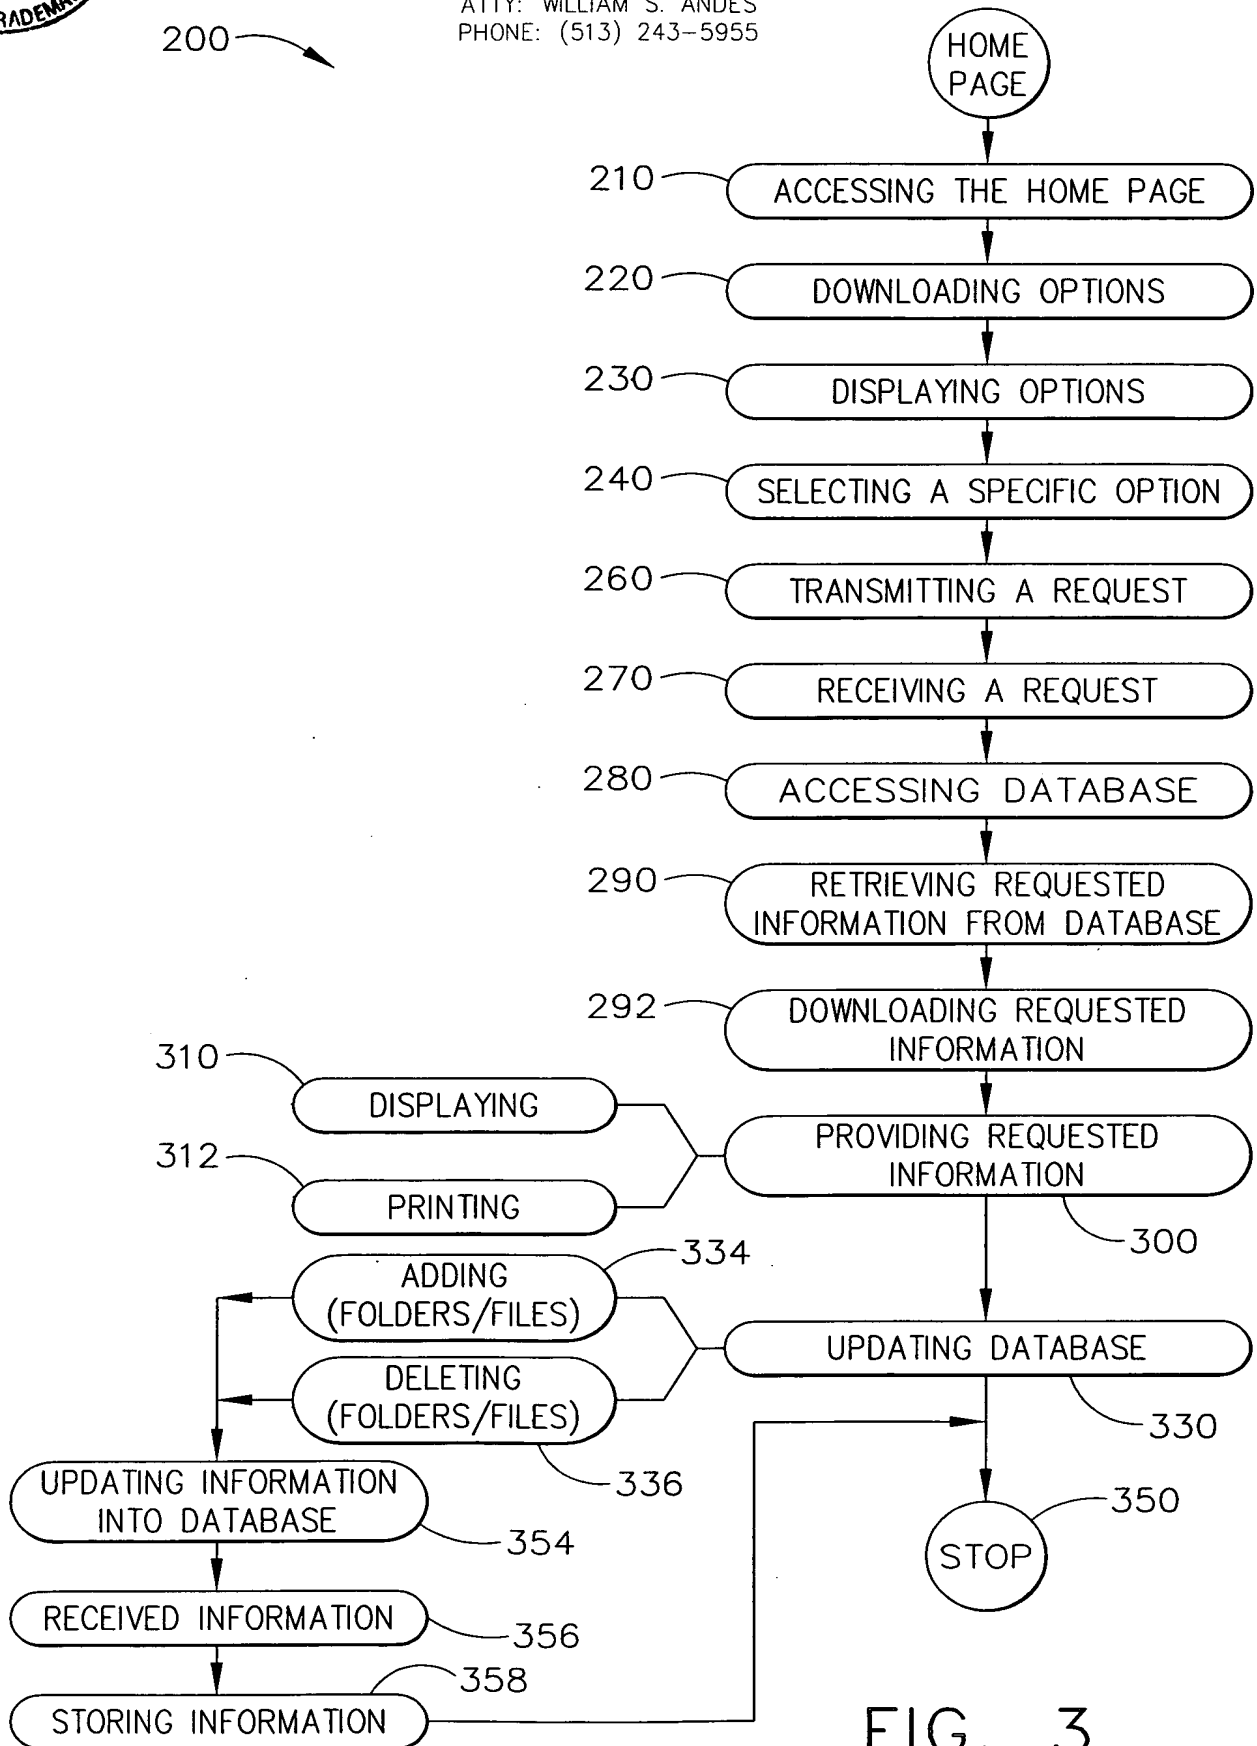 RADEMA
ATTY: WILLIAM S. ANDES
PHONE: (513) 243-5955
200
HOME
PAGE
210
ACCESSING THE HOME PAGE
220
DOWNLOADING OPTIONS
230
DISPLAYING OPTIONS
240
SELECTING A SPECIFIC OPTION
260
TRANSMITTING A REQUEST
270
RECEIVING A REQUEST
280
ACCESSING DATABASE
290
RETRIEVING REQUESTED
INFORMATION FROM DATABASE
292
DOWNLOADING REQUESTED
INFORMATION
310
DISPLAYING
312
PRINTING
PROVIDING REQUESTED
INFORMATION
300
334
ADDING
(FOLDERS/FILES)
DELETING
(FOLDERS/FILES)
336
UPDATING DATABASE
330
UPDATING INFORMATION
INTO DATABASE
354
RECEIVED INFORMATION
356
358
STORING INFORMATION
350
STOP
FIG. 3